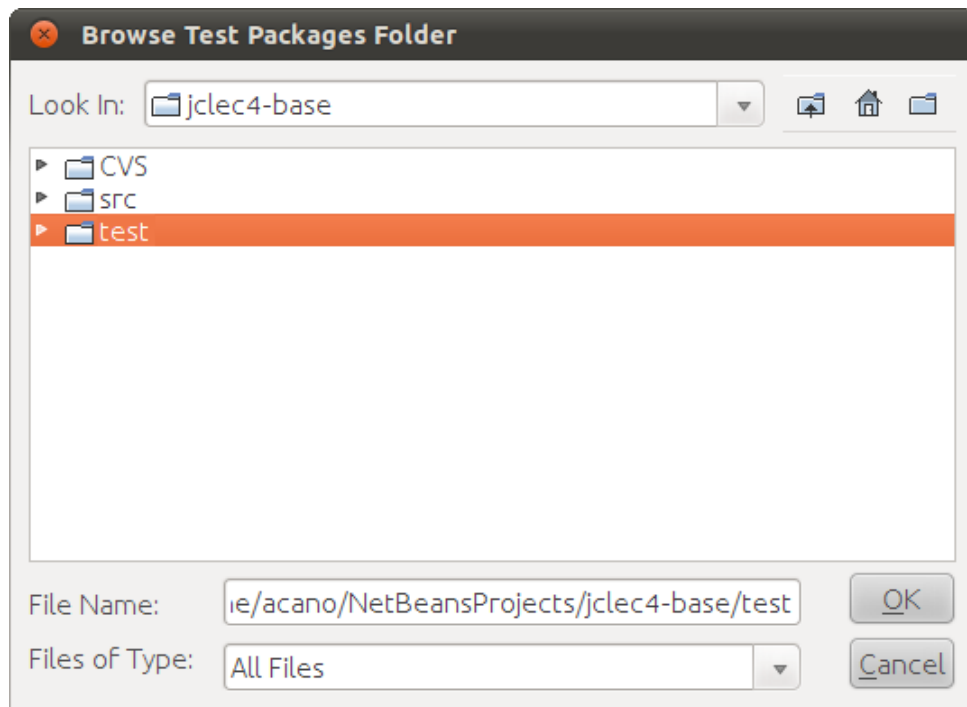 Browse Test Packages Folder
Look In: jclec4-base
CVS
src
test
File Name: e/acano/NetBeansProjects/jclec4-base/test OK
Files of Type: All Files Cancel